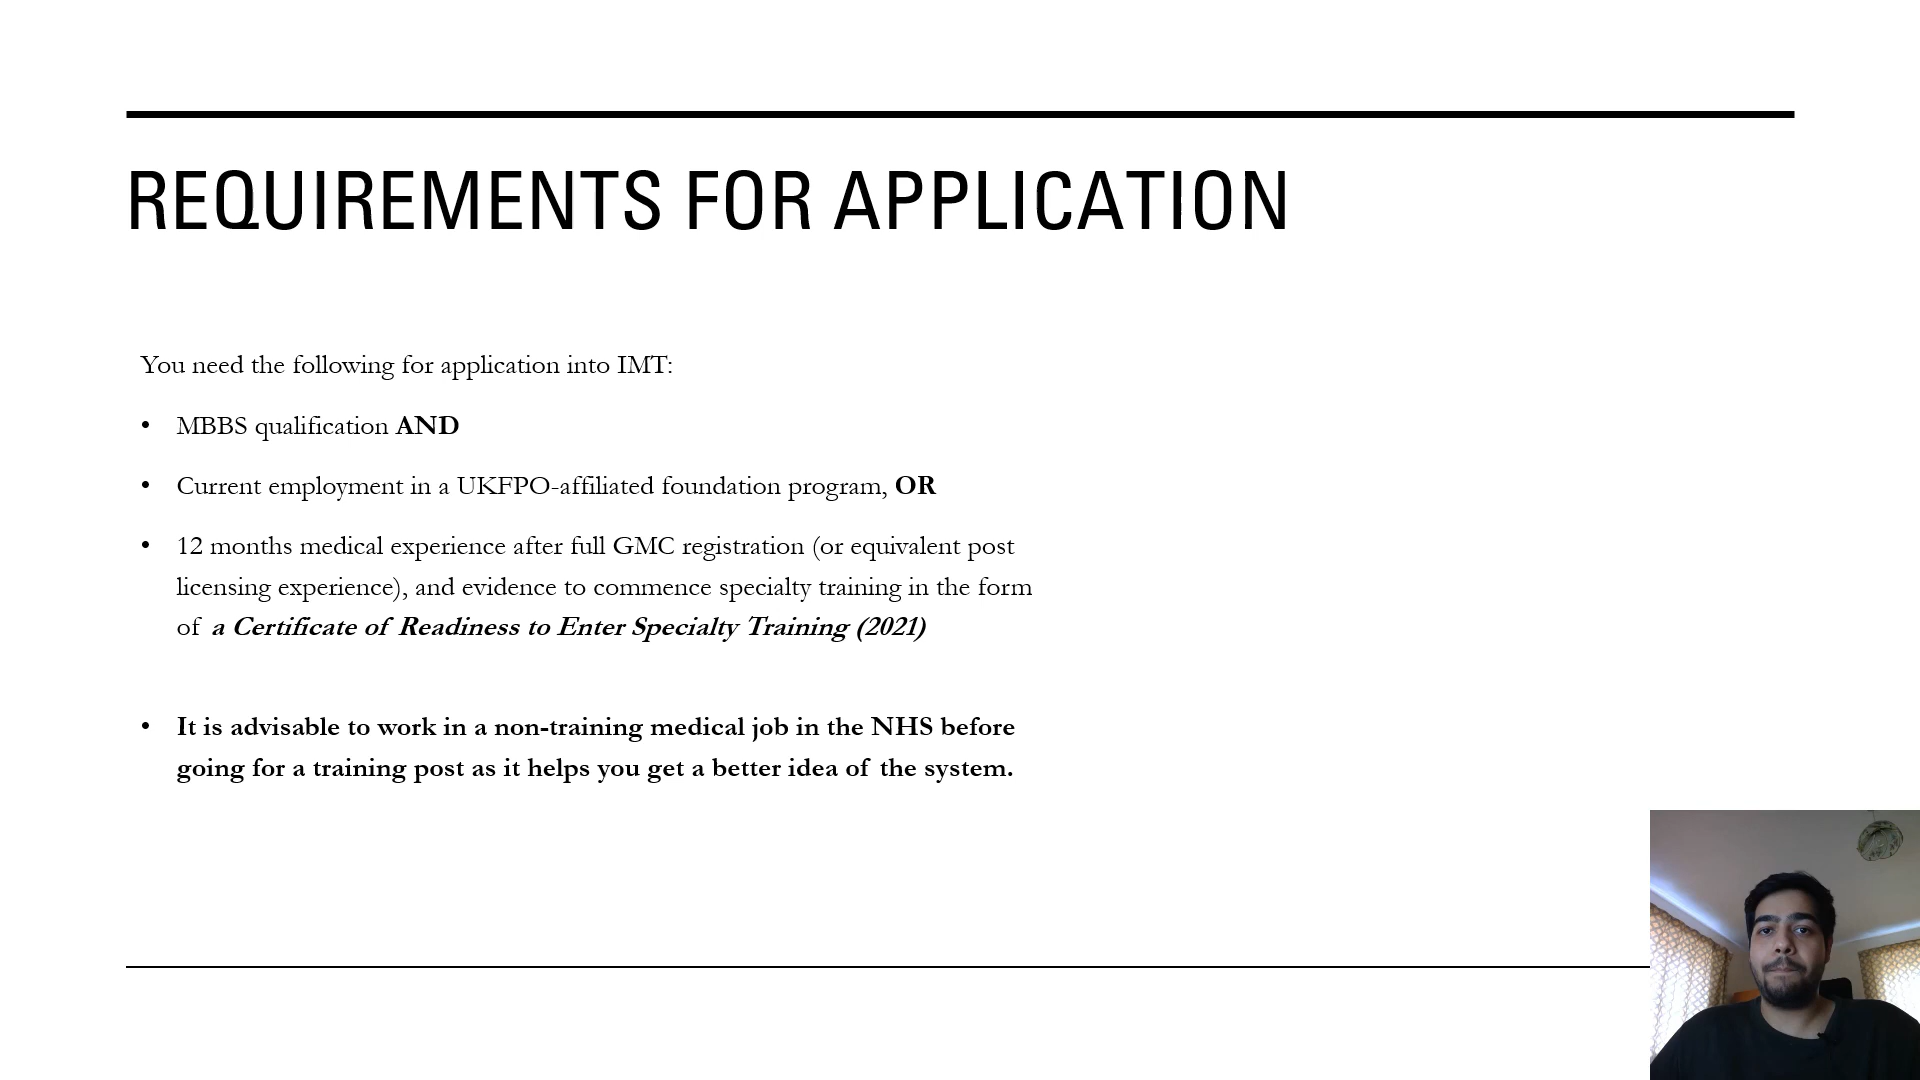 REQUIREMENTS FOR APPLICATION
You need the following for application into IMT:
• MBBS qualification AND
• Current employment in a UKFPO-affiliated foundation program, OR
• 12 months medical experience after full GMC registration (or equivalent post
licensing experience), and evidence to commence specialty training in the form
of a Certificate of Readiness to Enter Specialty Training (2021)
• It is advisable to work in a non-training medical job in the NHS before
going for a training post as it helps you get a better idea of the system.